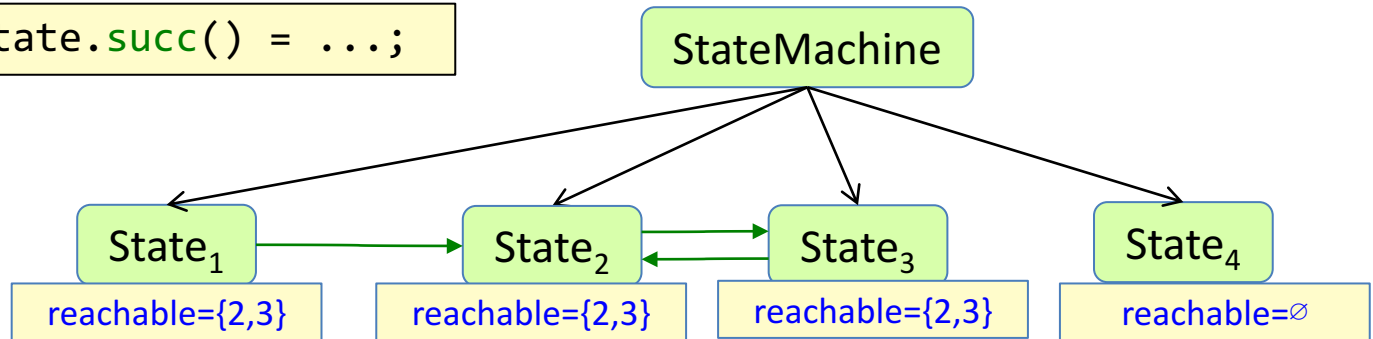 tate.succ() = ...;
StateMachine
State₁
State₂
State₃
State₄
reachable={2,3}
reachable={2,3}
reachable={2,3}
reachable=∅